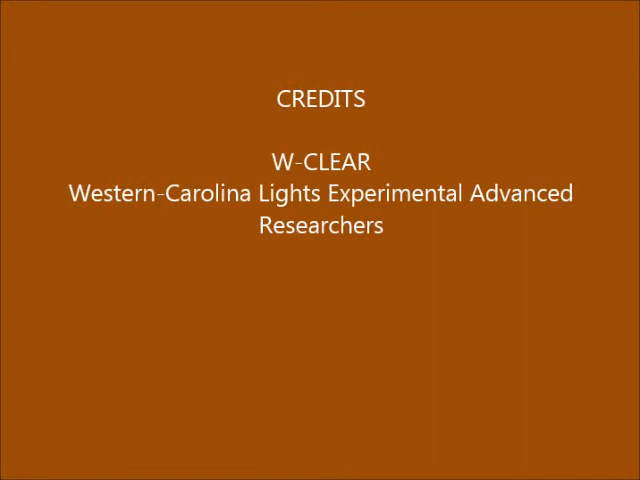 CREDITS
W-CLEAR
Western-Carolina Lights Experimental Advanced
Researchers